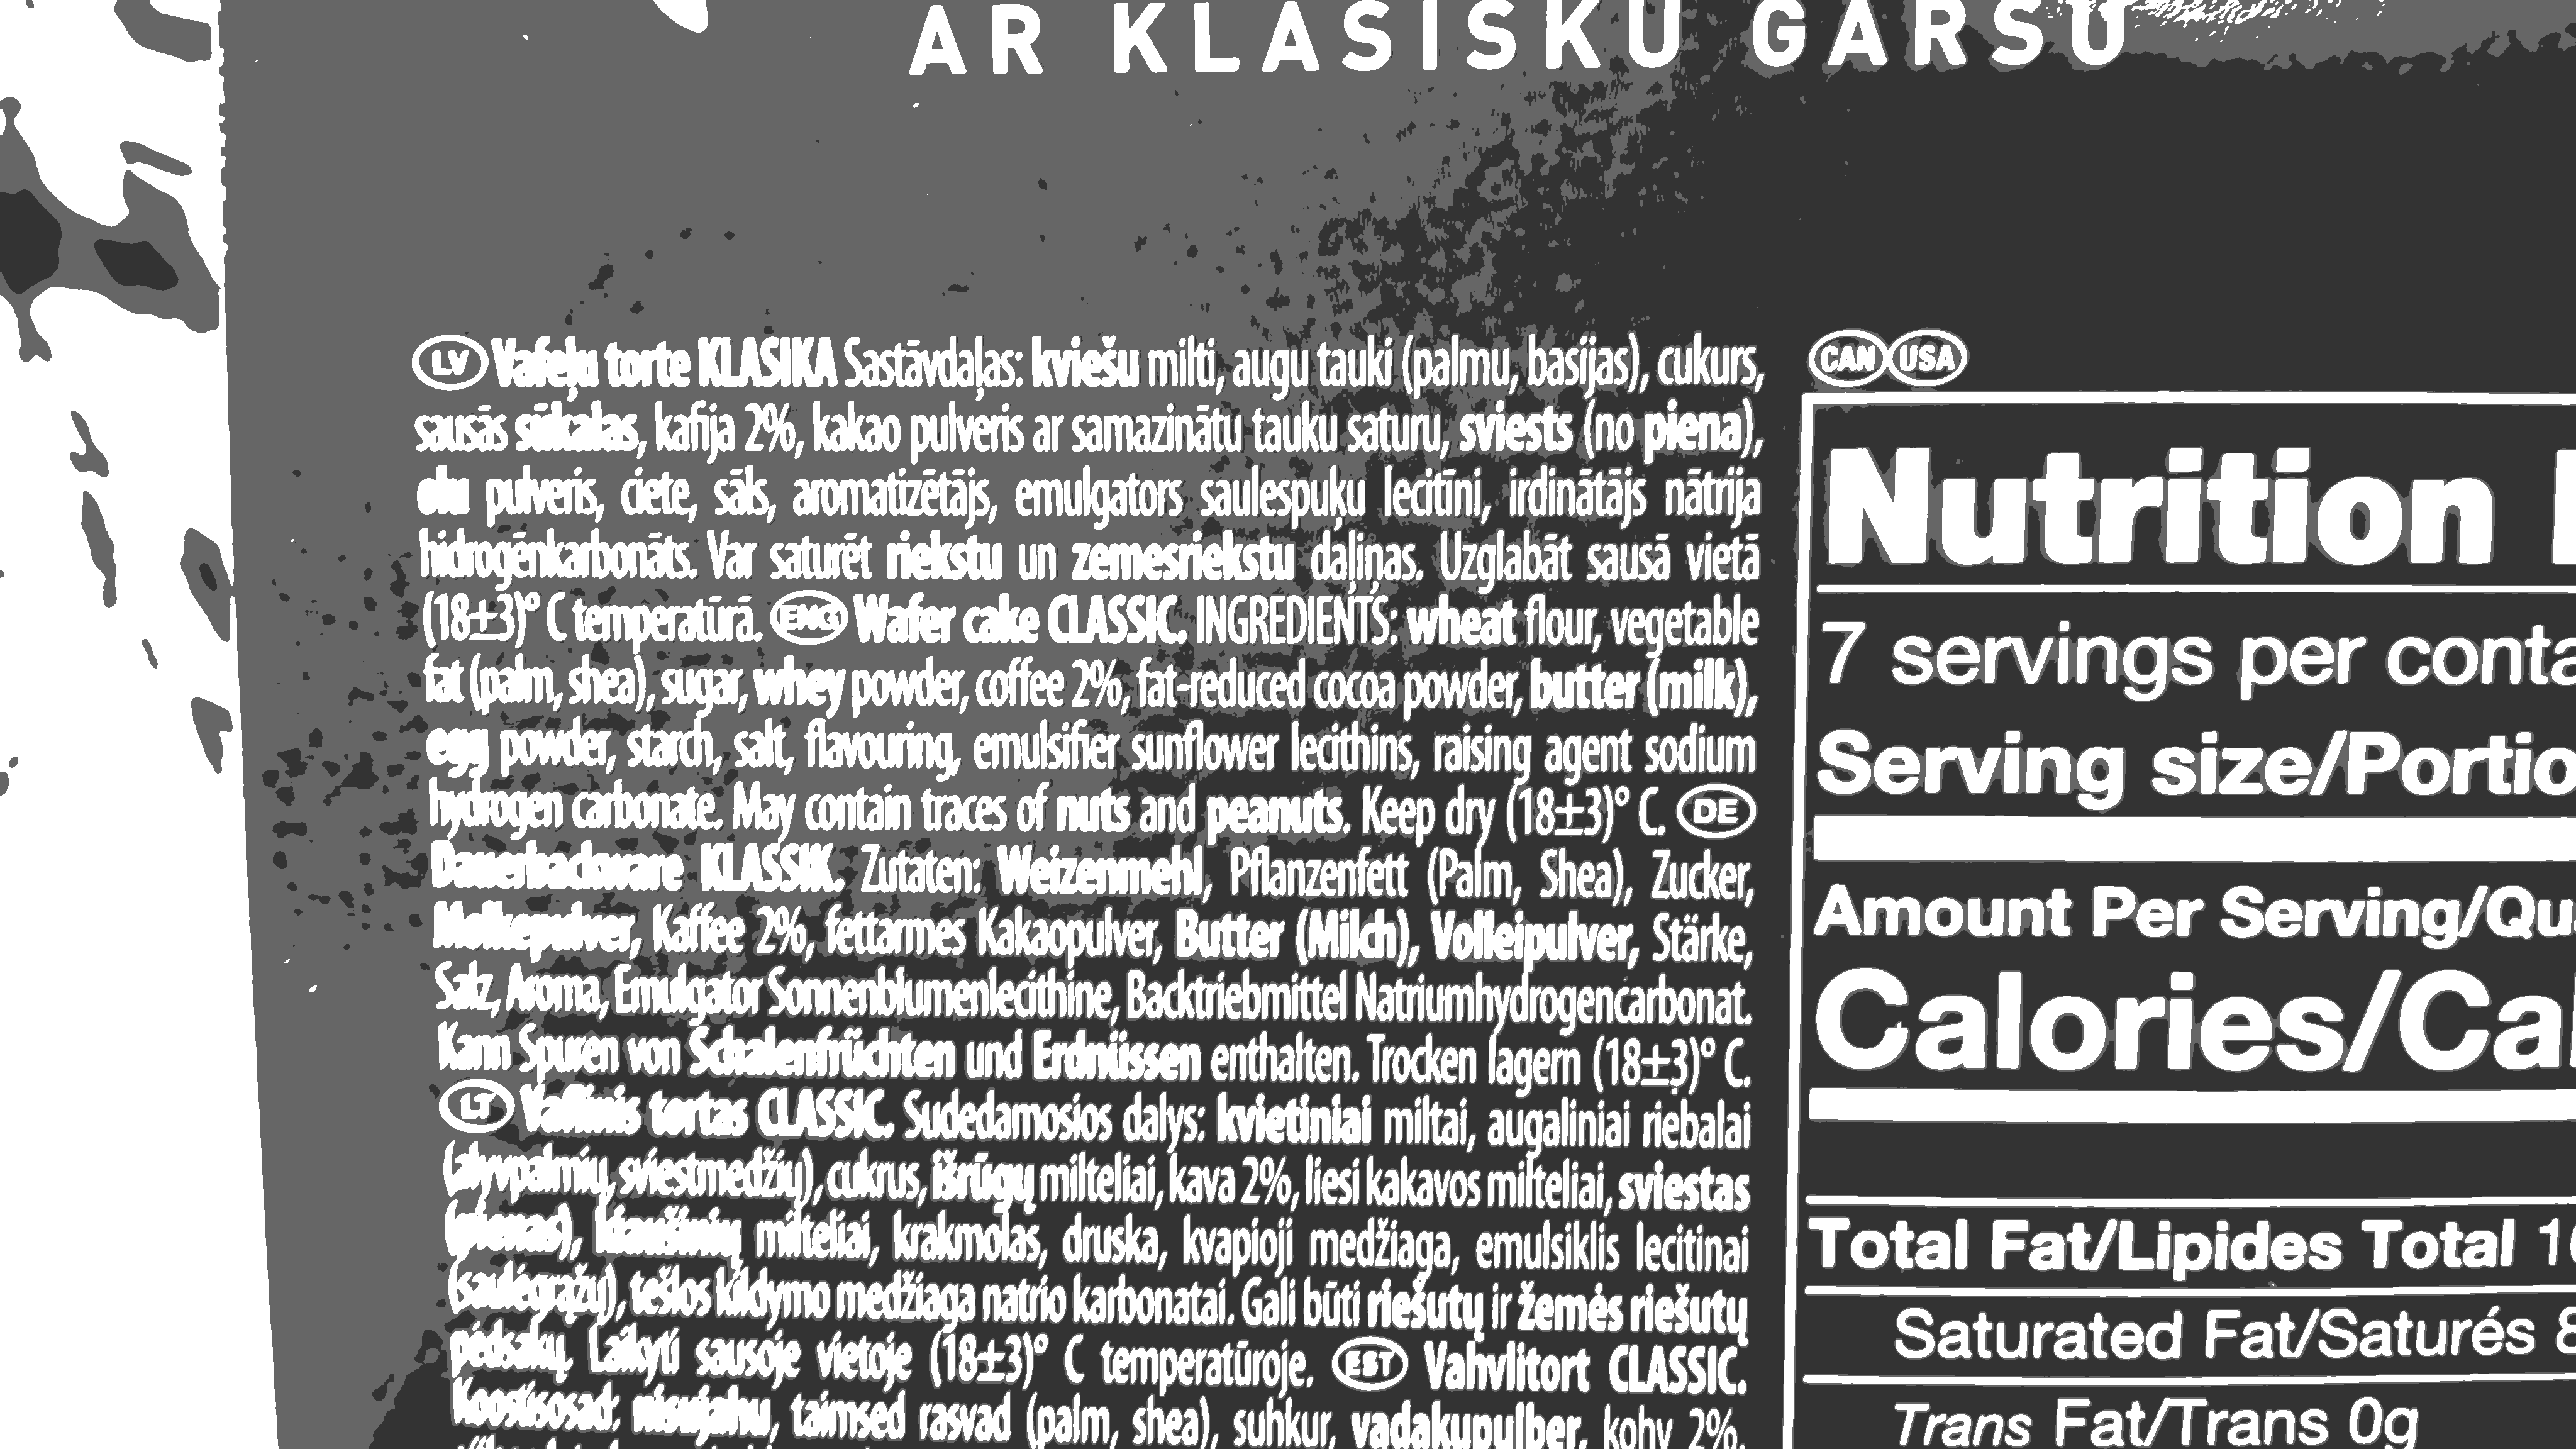 AR KLASISKU GARSU
LV Vafeļu torte KLASIKA Sastāvdaļas: kviešu milti, augu tauki (palmu, basijas), cukurs,
sausās sūkalas, kafija 2%, kakao pulveris ar samazinātu tauku saturu, sviests (no piena),
olu pulveris, ciete, sāls, aromatizētājs, emulgators saulespuķu lecitīni, irdinātājs nātrija
hidrogēnkarbonāts. Var saturēt riekstu un zemesriekstu daļiņas. Uzglabāt sausā vietā
(18±3)° C temperatūrā. ENG Wafer cake CLASSIC. INGREDIENTS: wheat flour, vegetable
fat (palm, shea), sugar, whey powder, coffee 2%, fat-reduced cocoa powder, butter (milk),
egg powder, starch, salt, flavouring, emulsifier sunflower lecithins, raising agent sodium
hydrogen carbonate. May contain traces of nuts and peanuts. Keep dry (18±3)° C. DE
Dauerbackware KLASSIK. Zutaten: Weizenmehl, Pflanzenfett (Palm, Shea), Zucker,
Molkepulver, Kaffee 2%, fettarmes Kakaopulver, Butter (Milch), Volleipulver, Stärke,
Salz, Aroma, Emulgator Sonnenblumenlecithine, Backtriebmittel Natriumhydrogencarbonat.
Kann Spuren von Schalenfrüchten und Erdnüssen enthalten. Trocken lagern (18±3)° C.
LT Vaflinis tortas CLASSIC. Sudedamosios dalys: kvietiniai miltai, augaliniai riebalai
(alyvpalmių, sviestmedžių), cukrus, išrūgų milteliai, kava 2%, liesi kakavos milteliai, sviestas
(pienas), kiaušinių milteliai, krakmolas, druska, kvapioji medžiaga, emulsiklis lecitinai
(saulėgrąžų), tešlos kildymo medžiaga natrio karbonatai. Gali būti riešutų ir žemės riešutų
pėdsakų. Laikyti sausoje vietoje (18±3)° C temperatūroje. EST Vahvlitort CLASSIC.
Koostisosad: nisujahu, taimsed rasvad (palm, shea), suhkur, vadakupulber, kohv 2%,
CAN USA
Nutrition
7 servings per conta
Serving size/Portio
Amount Per Serving/Qu
Calories/Cal
Total Fat/Lipides Total 1
Saturated Fat/Saturés 8
Trans Fat/Trans 0g